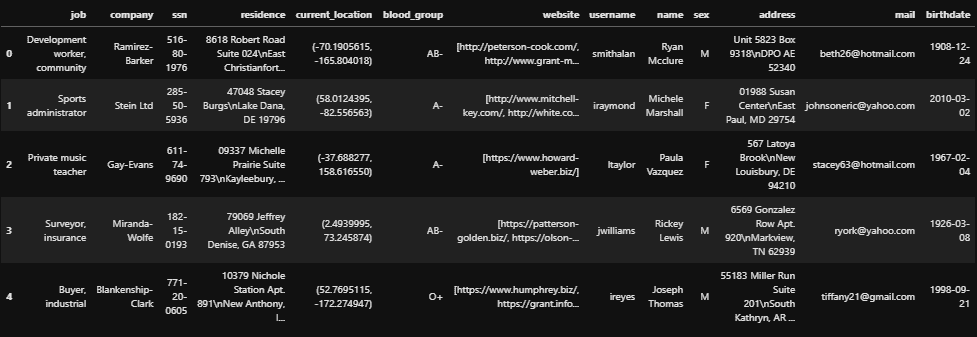 job company ssn residence current_location blood_group website username name sex address mail birthdate
0 Development worker, community Ramirez-Barker 516-80-1976 8618 Robert Road Suite 024\nEast Christianfort... (-70.1905615, -165.804018) AB- [http://peterson-cook.com/, http://www.grant-m... smithalan Ryan Mcclure M Unit 5823 Box 9318\nDPO AE 52340 beth26@hotmail.com 1908-12-24
1 Sports administrator Stein Ltd 285-50-5936 47048 Stacey Burgs\nLake Dana, DE 19796 (58.0124395, -82.556563) A- [http://www.mitchell-key.com/, http://white.co... iraymond Michele Marshall F 01988 Susan Center\nEast Paul, MD 29754 johnsoneric@yahoo.com 2010-03-02
2 Private music teacher Gay-Evans 611-74-9690 09337 Michelle Prairie Suite 793\nKayleebury, ... (-37.688277, 158.616550) A- [https://www.howard-weber.biz/] ltaylor Paula Vazquez F 567 Latoya Brook\nNew Louisbury, DE 94210 stacey63@hotmail.com 1967-02-04
3 Surveyor, insurance Miranda-Wolfe 182-15-0193 79069 Jeffrey Alley\nSouth Denise, GA 87953 (2.4939995, 73.245874) AB- [https://patterson-golden.biz/, https://olson-... jwilliams Rickey Lewis M 6569 Gonzalez Row Apt. 920\nMarkview, TN 62939 ryork@yahoo.com 1926-03-08
4 Buyer, industrial Blankenship-Clark 771-20-0605 10379 Nichole Station Apt. 891\nNew Anthony, I... (52.7695115, -172.274947) O+ [https://www.humphrey.biz/, https://grant.info... ireyes Joseph Thomas M 55183 Miller Run Suite 201\nSouth Kathryn, AR ... tiffany21@gmail.com 1998-09-21